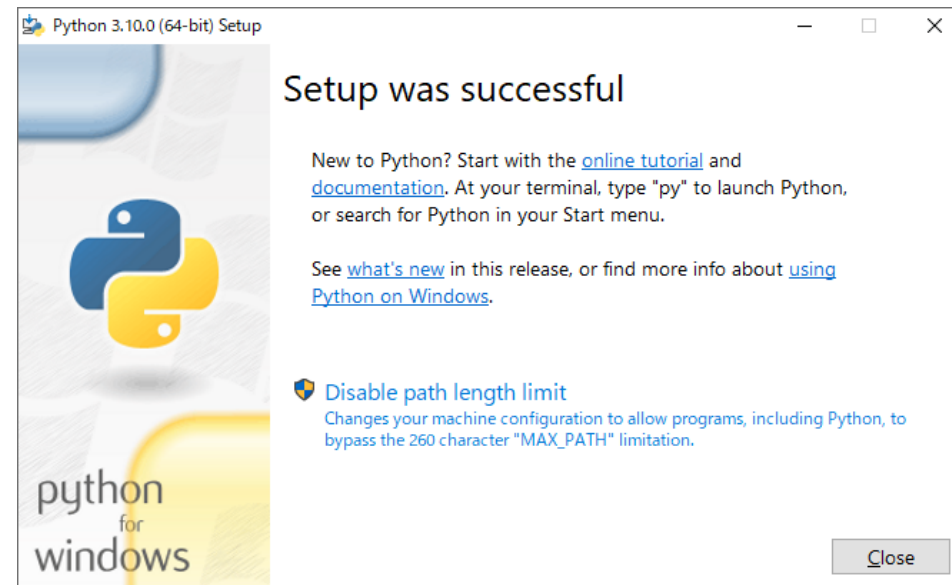 Python 3.10.0 (64-bit) Setup
Setup was successful
New to Python? Start with the online tutorial and
documentation. At your terminal, type "py" to launch Python,
or search for Python in your Start menu.
See what's new in this release, or find more info about using
Python on Windows.
Disable path length limit
Changes your machine configuration to allow programs, including Python, to
bypass the 260 character "MAX_PATH" limitation.
python
for
windows
Close